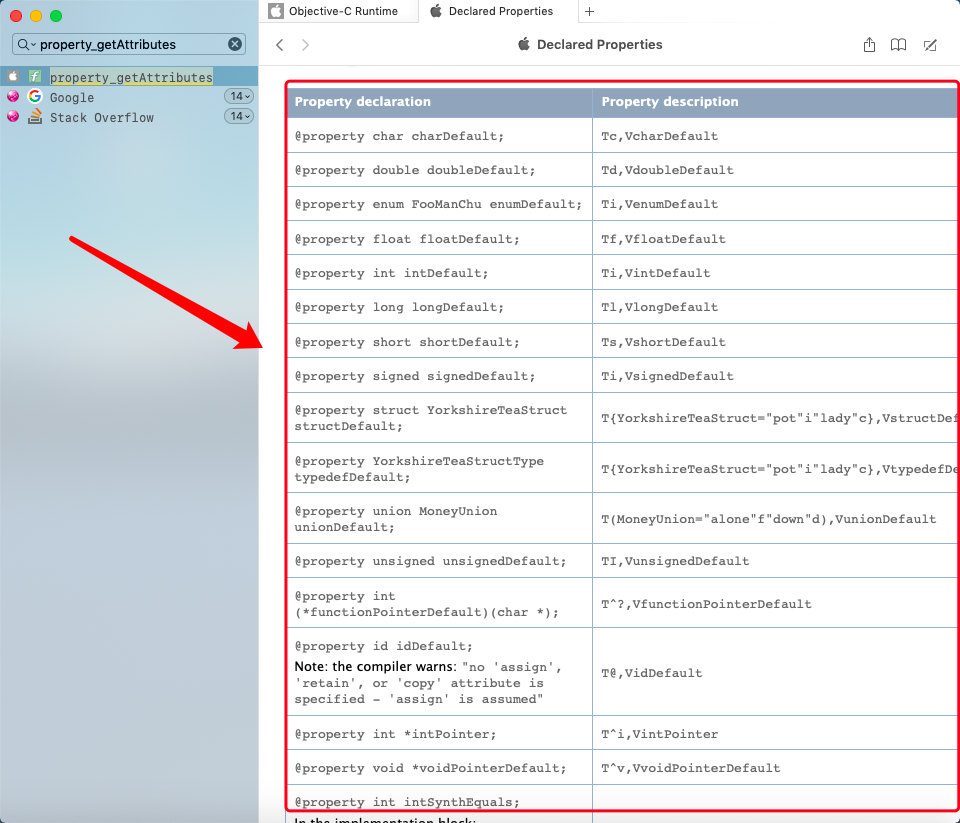 Objective-C Runtime
Declared Properties
property_getAttributes
Declared Properties
property_getAttributes
Google
14
Stack Overflow
14
Property declaration
Property description
@property char charDefault;
Tc,VcharDefault
@property double doubleDefault;
Td,VdoubleDefault
@property enum FooManChu enumDefault;
Ti,VenumDefault
@property float floatDefault;
Tf,VfloatDefault
@property int intDefault;
Ti,VintDefault
@property long longDefault;
Tl,VlongDefault
@property short shortDefault;
Ts,VshortDefault
@property signed signedDefault;
Ti,VsignedDefault
@property struct YorkshireTeaStruct
structDefault;
T{YorkshireTeaStruct="pot"i"lady"c},VstructDef
@property YorkshireTeaStructType
typedefDefault;
T{YorkshireTeaStruct="pot"i"lady"c},VtypedefDe
@property union MoneyUnion
unionDefault;
T(MoneyUnion="alone"f"down"d),VunionDefault
@property unsigned unsignedDefault;
TI,VunsignedDefault
@property int
(*functionPointerDefault)(char *);
T^?,VfunctionPointerDefault
@property id idDefault;
Note: the compiler warns: "no 'assign',
'retain', or 'copy' attribute is
specified - 'assign' is assumed"
T@,VidDefault
@property int *intPointer;
T^i,VintPointer
@property void *voidPointerDefault;
T^v,VvoidPointerDefault
@property int intSynthEquals;
In the implementation block: